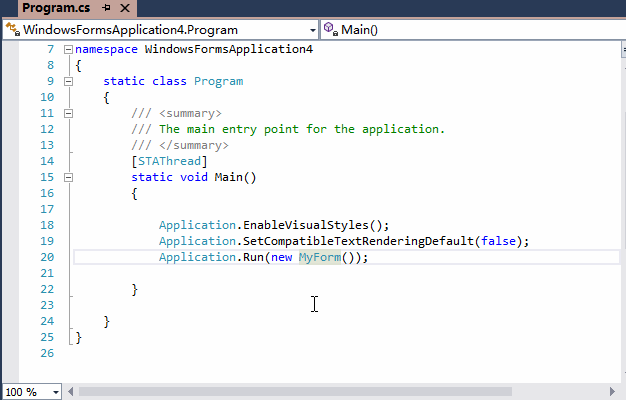 Program.cs
WindowsFormsApplication4.Program
Main()
7 namespace WindowsFormsApplication4
8 {
9 static class Program
10 {
11 /// <summary>
12 /// The main entry point for the application.
13 /// </summary>
14 [STAThread]
15 static void Main()
16 {
17
18 Application.EnableVisualStyles();
19 Application.SetCompatibleTextRenderingDefault(false);
20 Application.Run(new MyForm());
21
22 }
23
24 }
25 }
26
100 %